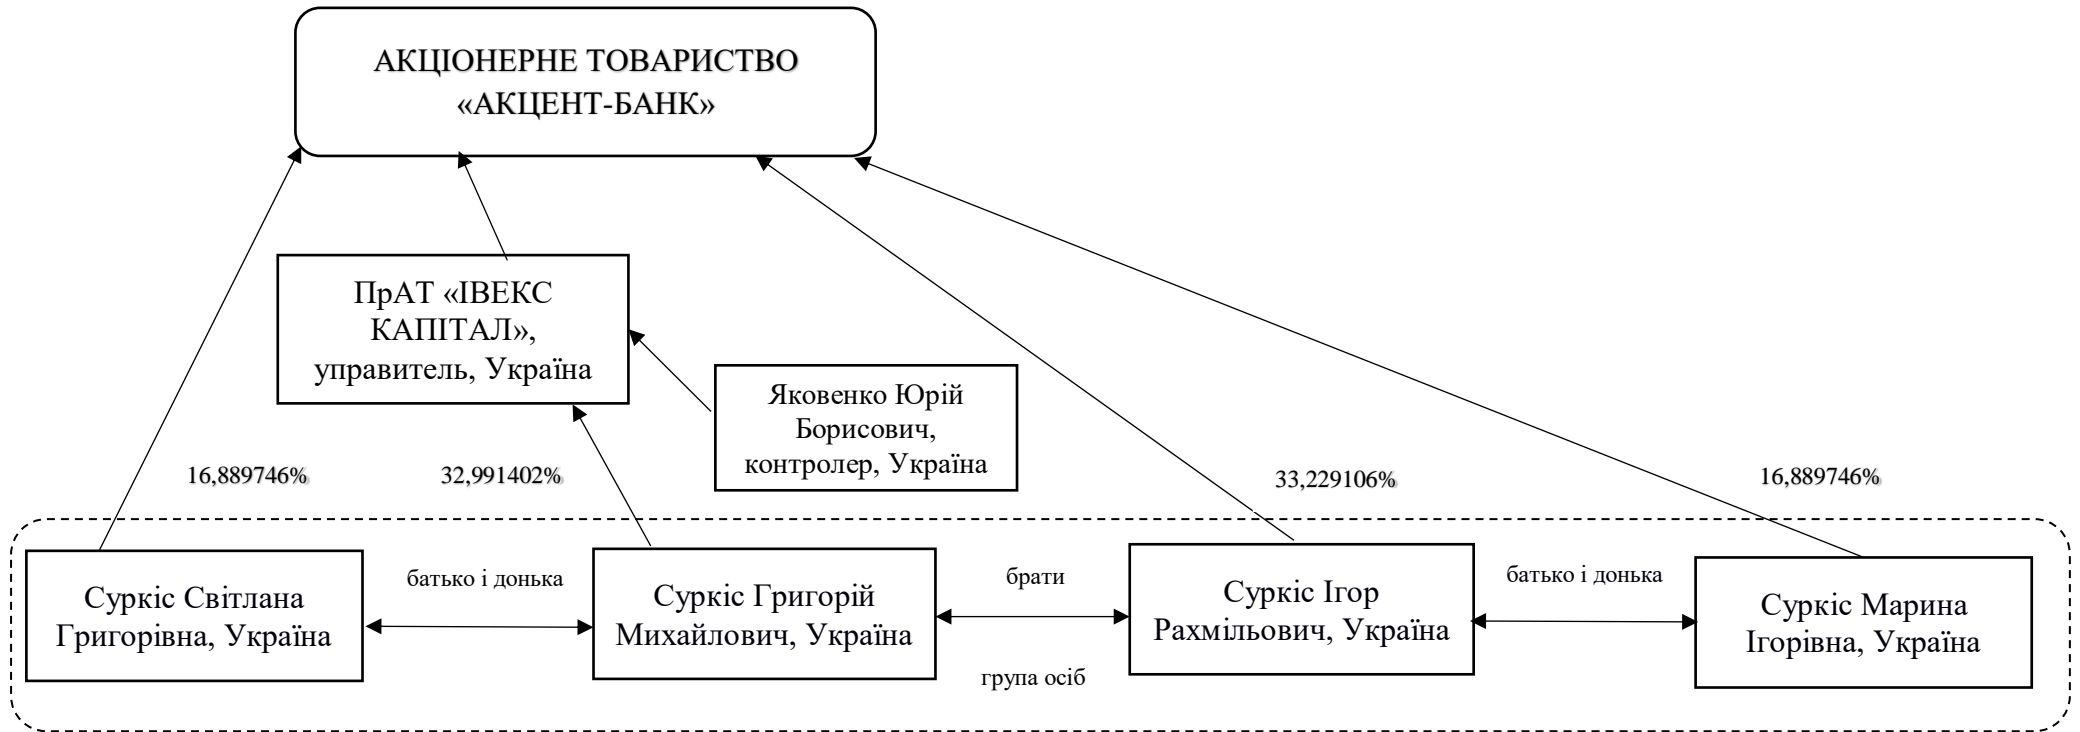 АКЦІОНЕРНЕ ТОВАРИСТВО
«АКЦЕНТ-БАНК»
ПрАТ «ІВЕКС
КАПІТАЛ»,
управитель, Україна
Яковенко Юрій
Борисович,
контролер, Україна
16,889746%
32,991402%
33,229106%
16,889746%
Суркіс Світлана
Григорівна, Україна
батько і донька
Суркіс Григорій
Михайлович, Україна
брати
група осіб
Суркіс Ігор
Рахмільович, Україна
батько і донька
Суркіс Марина
Ігорівна, Україна